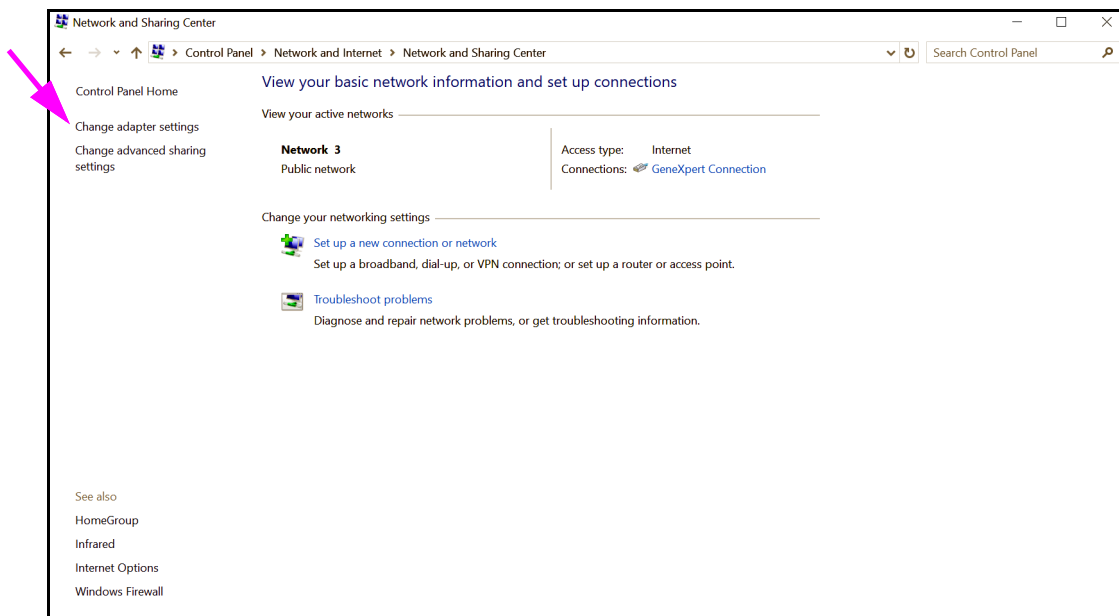 Network and Sharing Center
Control Panel > Network and Internet > Network and Sharing Center
Search Control Panel
Control Panel Home
Change adapter settings
Change advanced sharing
settings
View your basic network information and set up connections
View your active networks
Network 3
Public network
Access type: Internet
Connections: GeneXpert Connection
Change your networking settings
Set up a new connection or network
Set up a broadband, dial-up, or VPN connection; or set up a router or access point.
Troubleshoot problems
Diagnose and repair network problems, or get troubleshooting information.
See also
HomeGroup
Infrared
Internet Options
Windows Firewall